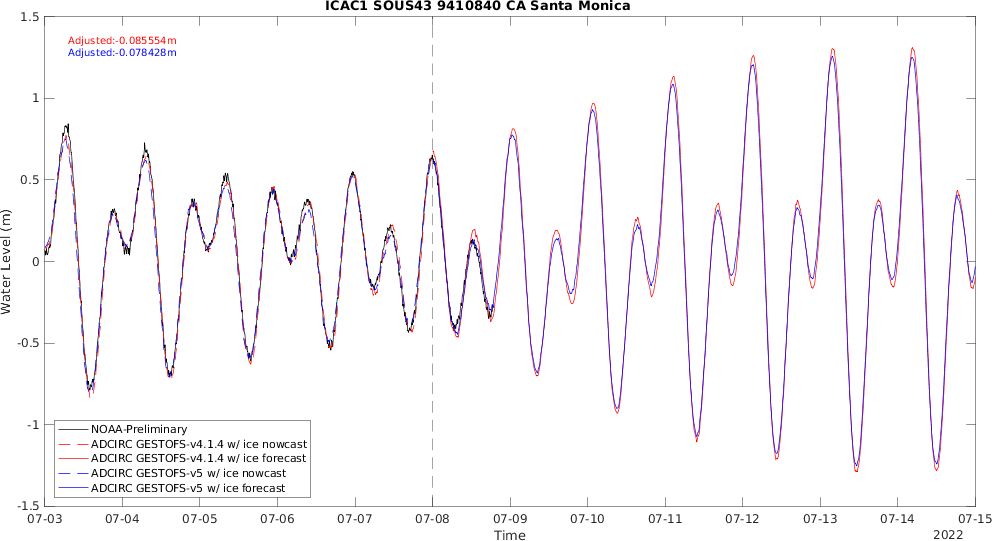 ICAC1 SOUS43 9410840 CA Santa Monica
Adjusted:-0.085554m
Adjusted:-0.078428m
1.5
1
0.5
0
-0.5
-1
-1.5
Water Level (m)
NOAA-Preliminary
ADCIRC GESTOFS-v4.1.4 w/ ice nowcast
ADCIRC GESTOFS-v4.1.4 w/ ice forecast
ADCIRC GESTOFS-v5 w/ ice nowcast
ADCIRC GESTOFS-v5 w/ ice forecast
07-03 07-04 07-05 07-06 07-07 07-08 07-09 07-10 07-11 07-12 07-13 07-14 07-15
Time
2022